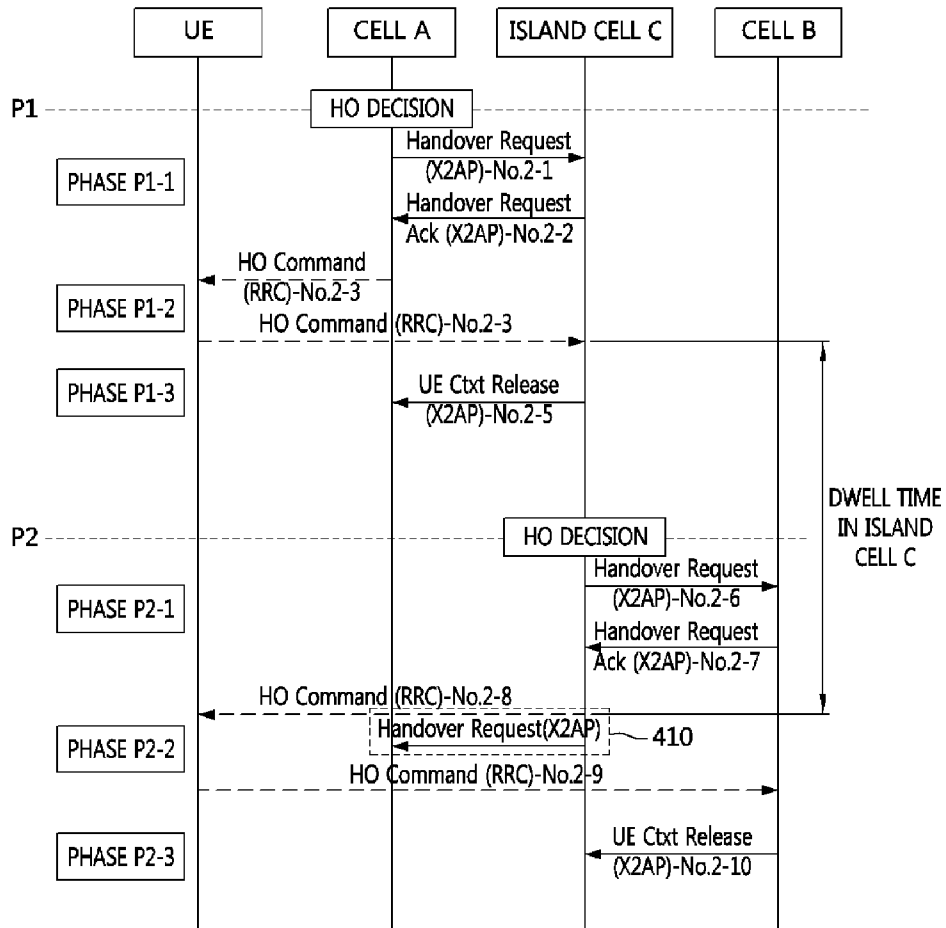 UE
CELL A
ISLAND CELL C
CELL B
P1
HO DECISION
Handover Request
(X2AP)-No.2-1
PHASE P1-1
Handover Request
Ack (X2AP)-No.2-2
HO Command
(RRC)-No.2-3
PHASE P1-2
HO Command (RRC)-No.2-3
PHASE P1-3
UE Ctxt Release
(X2AP)-No.2-5
DWELL TIME
IN ISLAND
CELL C
P2
HO DECISION
Handover Request
(X2AP)-No.2-6
PHASE P2-1
Handover Request
Ack (X2AP)-No.2-7
HO Command (RRC)-No.2-8
Handover Request(X2AP)
410
PHASE P2-2
HO Command (RRC)-No.2-9
UE Ctxt Release
(X2AP)-No.2-10
PHASE P2-3